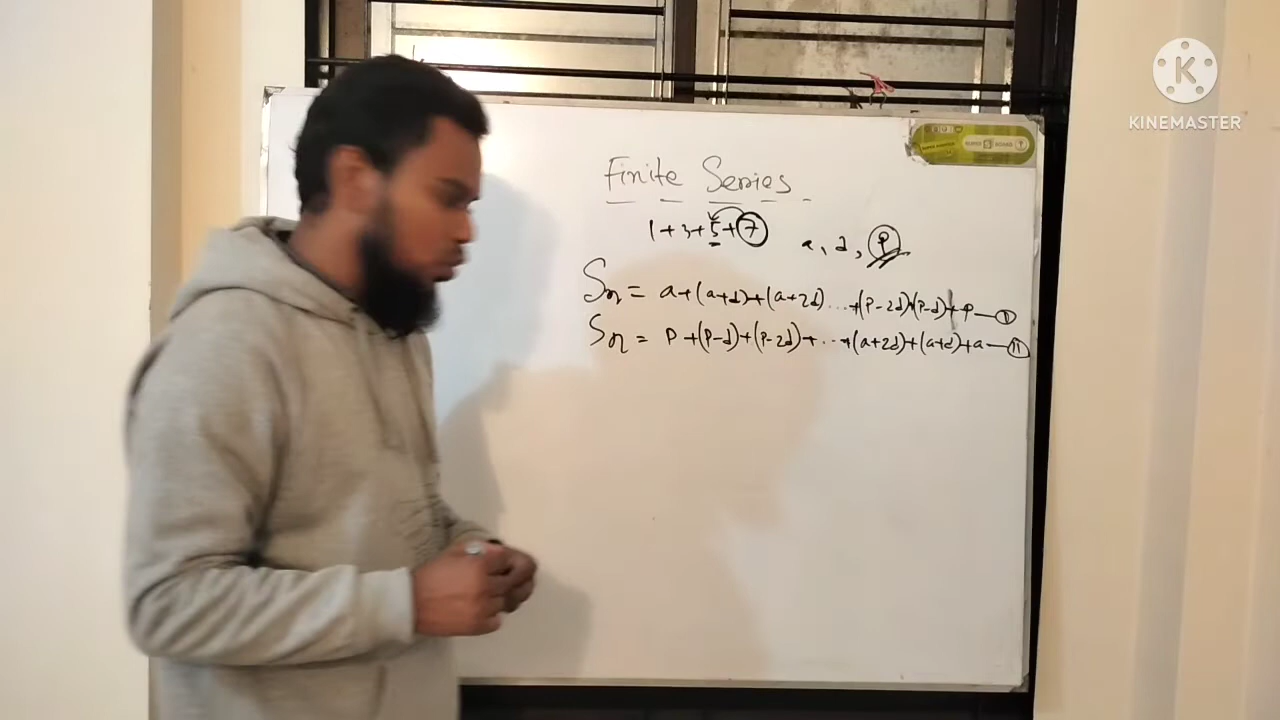 KINEMASTER
Finite Series
1+3+5+7
a, d, p
Sn = a+(a+d)+(a+2d)...+(p-2d)+(p-d)+p—(i)
Sn = p+(p-d)+(p-2d)+...+(a+2d)+(a+d)+a—(ii)